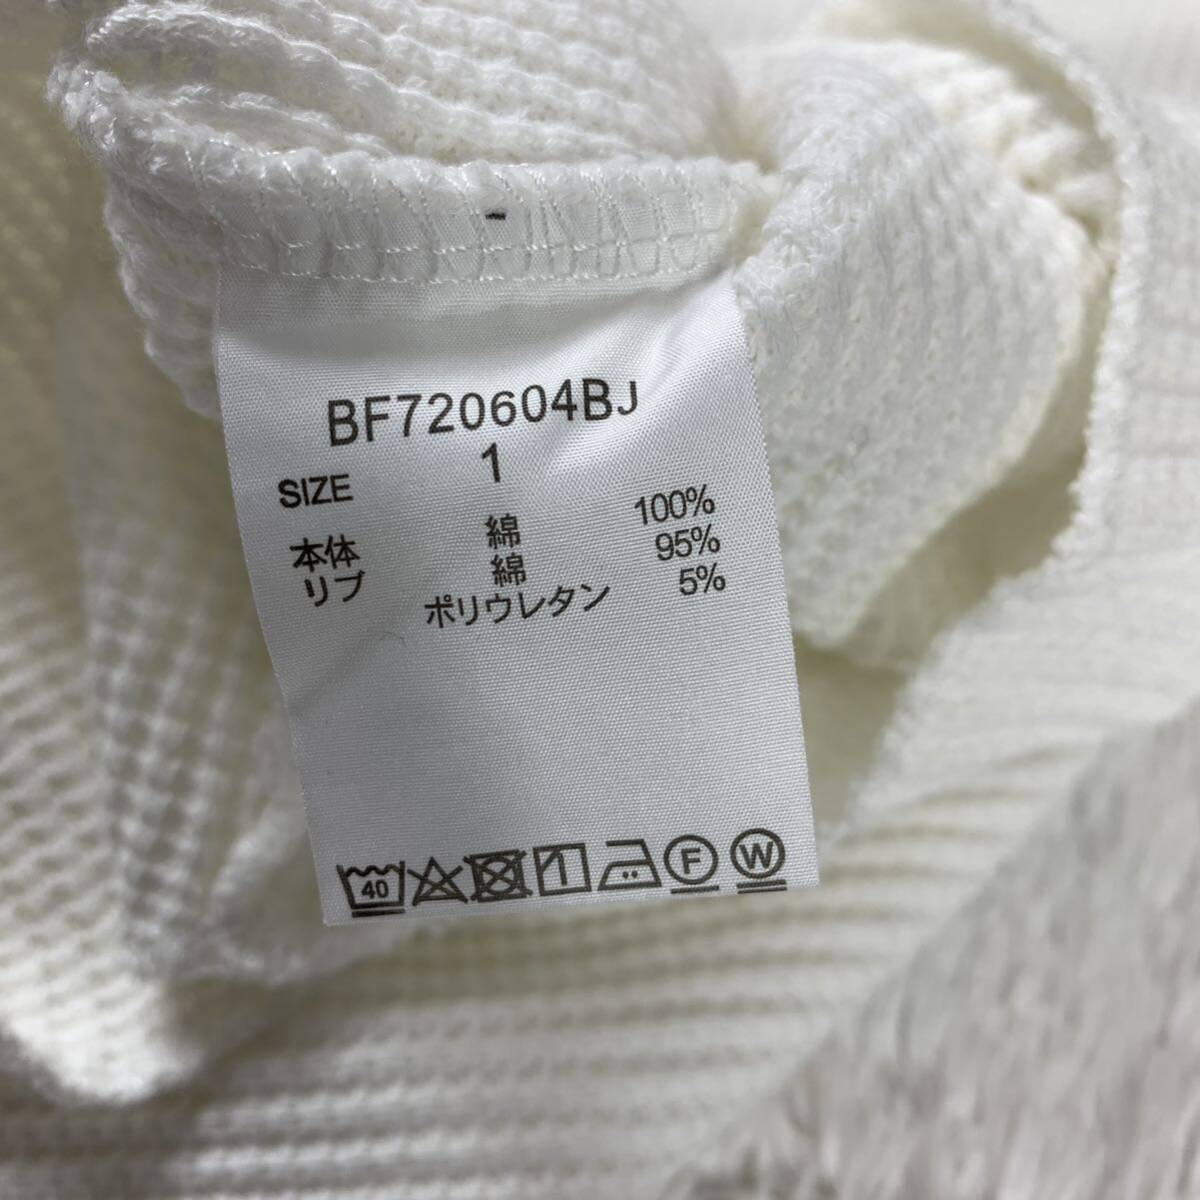 BF720604BJ
SIZE 1
本体 綿 100%
リブ 綿 95%
ポリウレタン 5%
40 F W